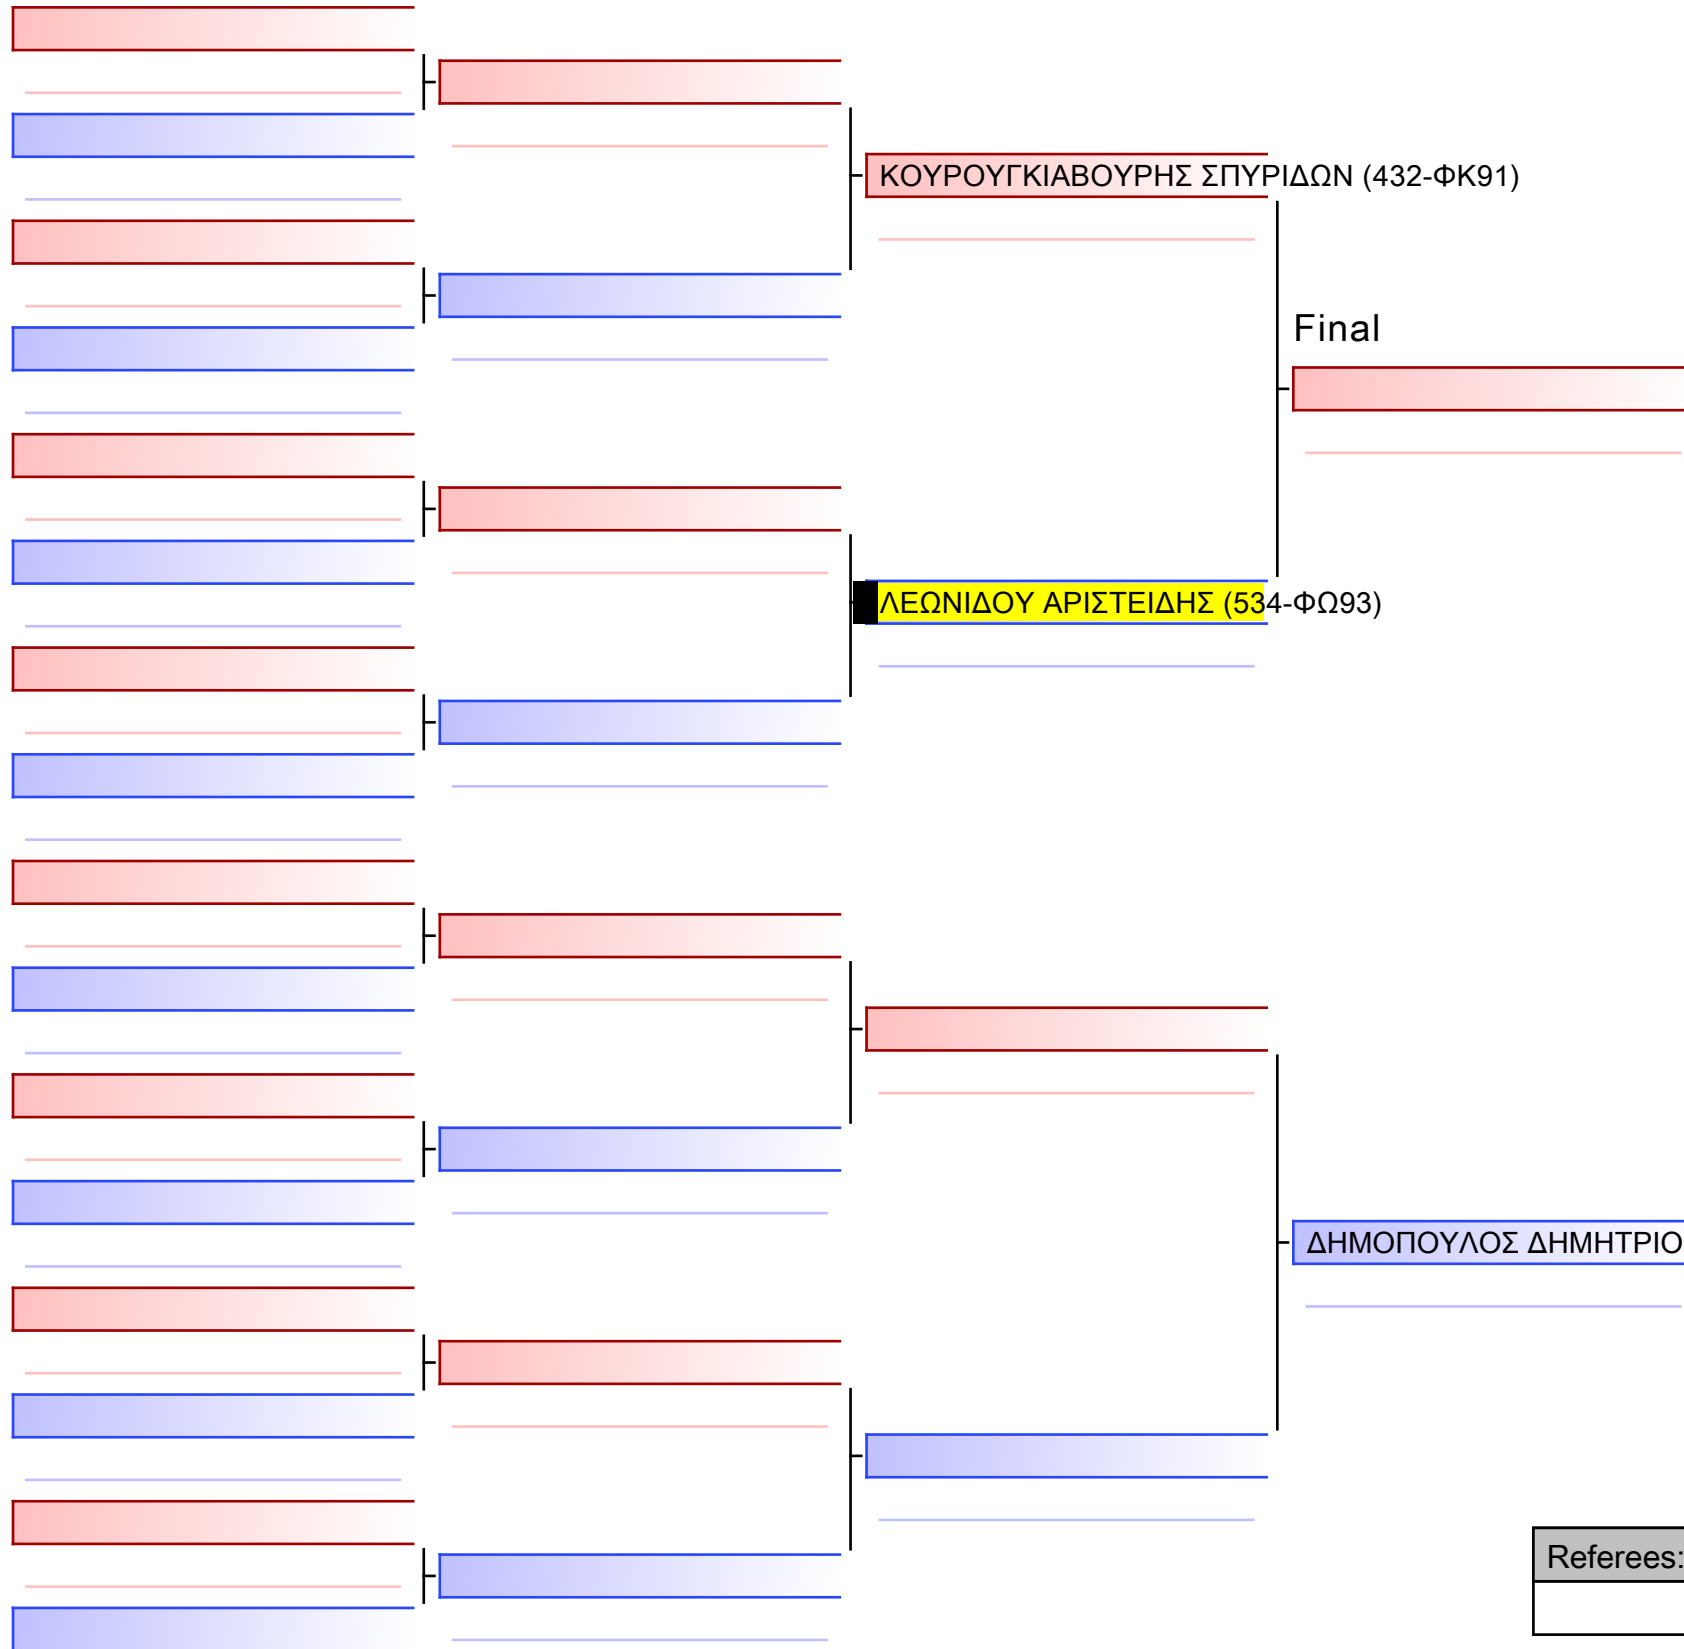 ΚΟΥΡΟΥΓΚΙΑΒΟΥΡΗΣ ΣΠΥΡΙΔΩΝ (432-ΦΚ91)
Final
ΛΕΩΝΙΔΟΥ ΑΡΙΣΤΕΙΔΗΣ (534-ΦΩ93)
ΔΗΜΟΠΟΥΛΟΣ ΔΗΜΗΤΡΙΟ
Referees: